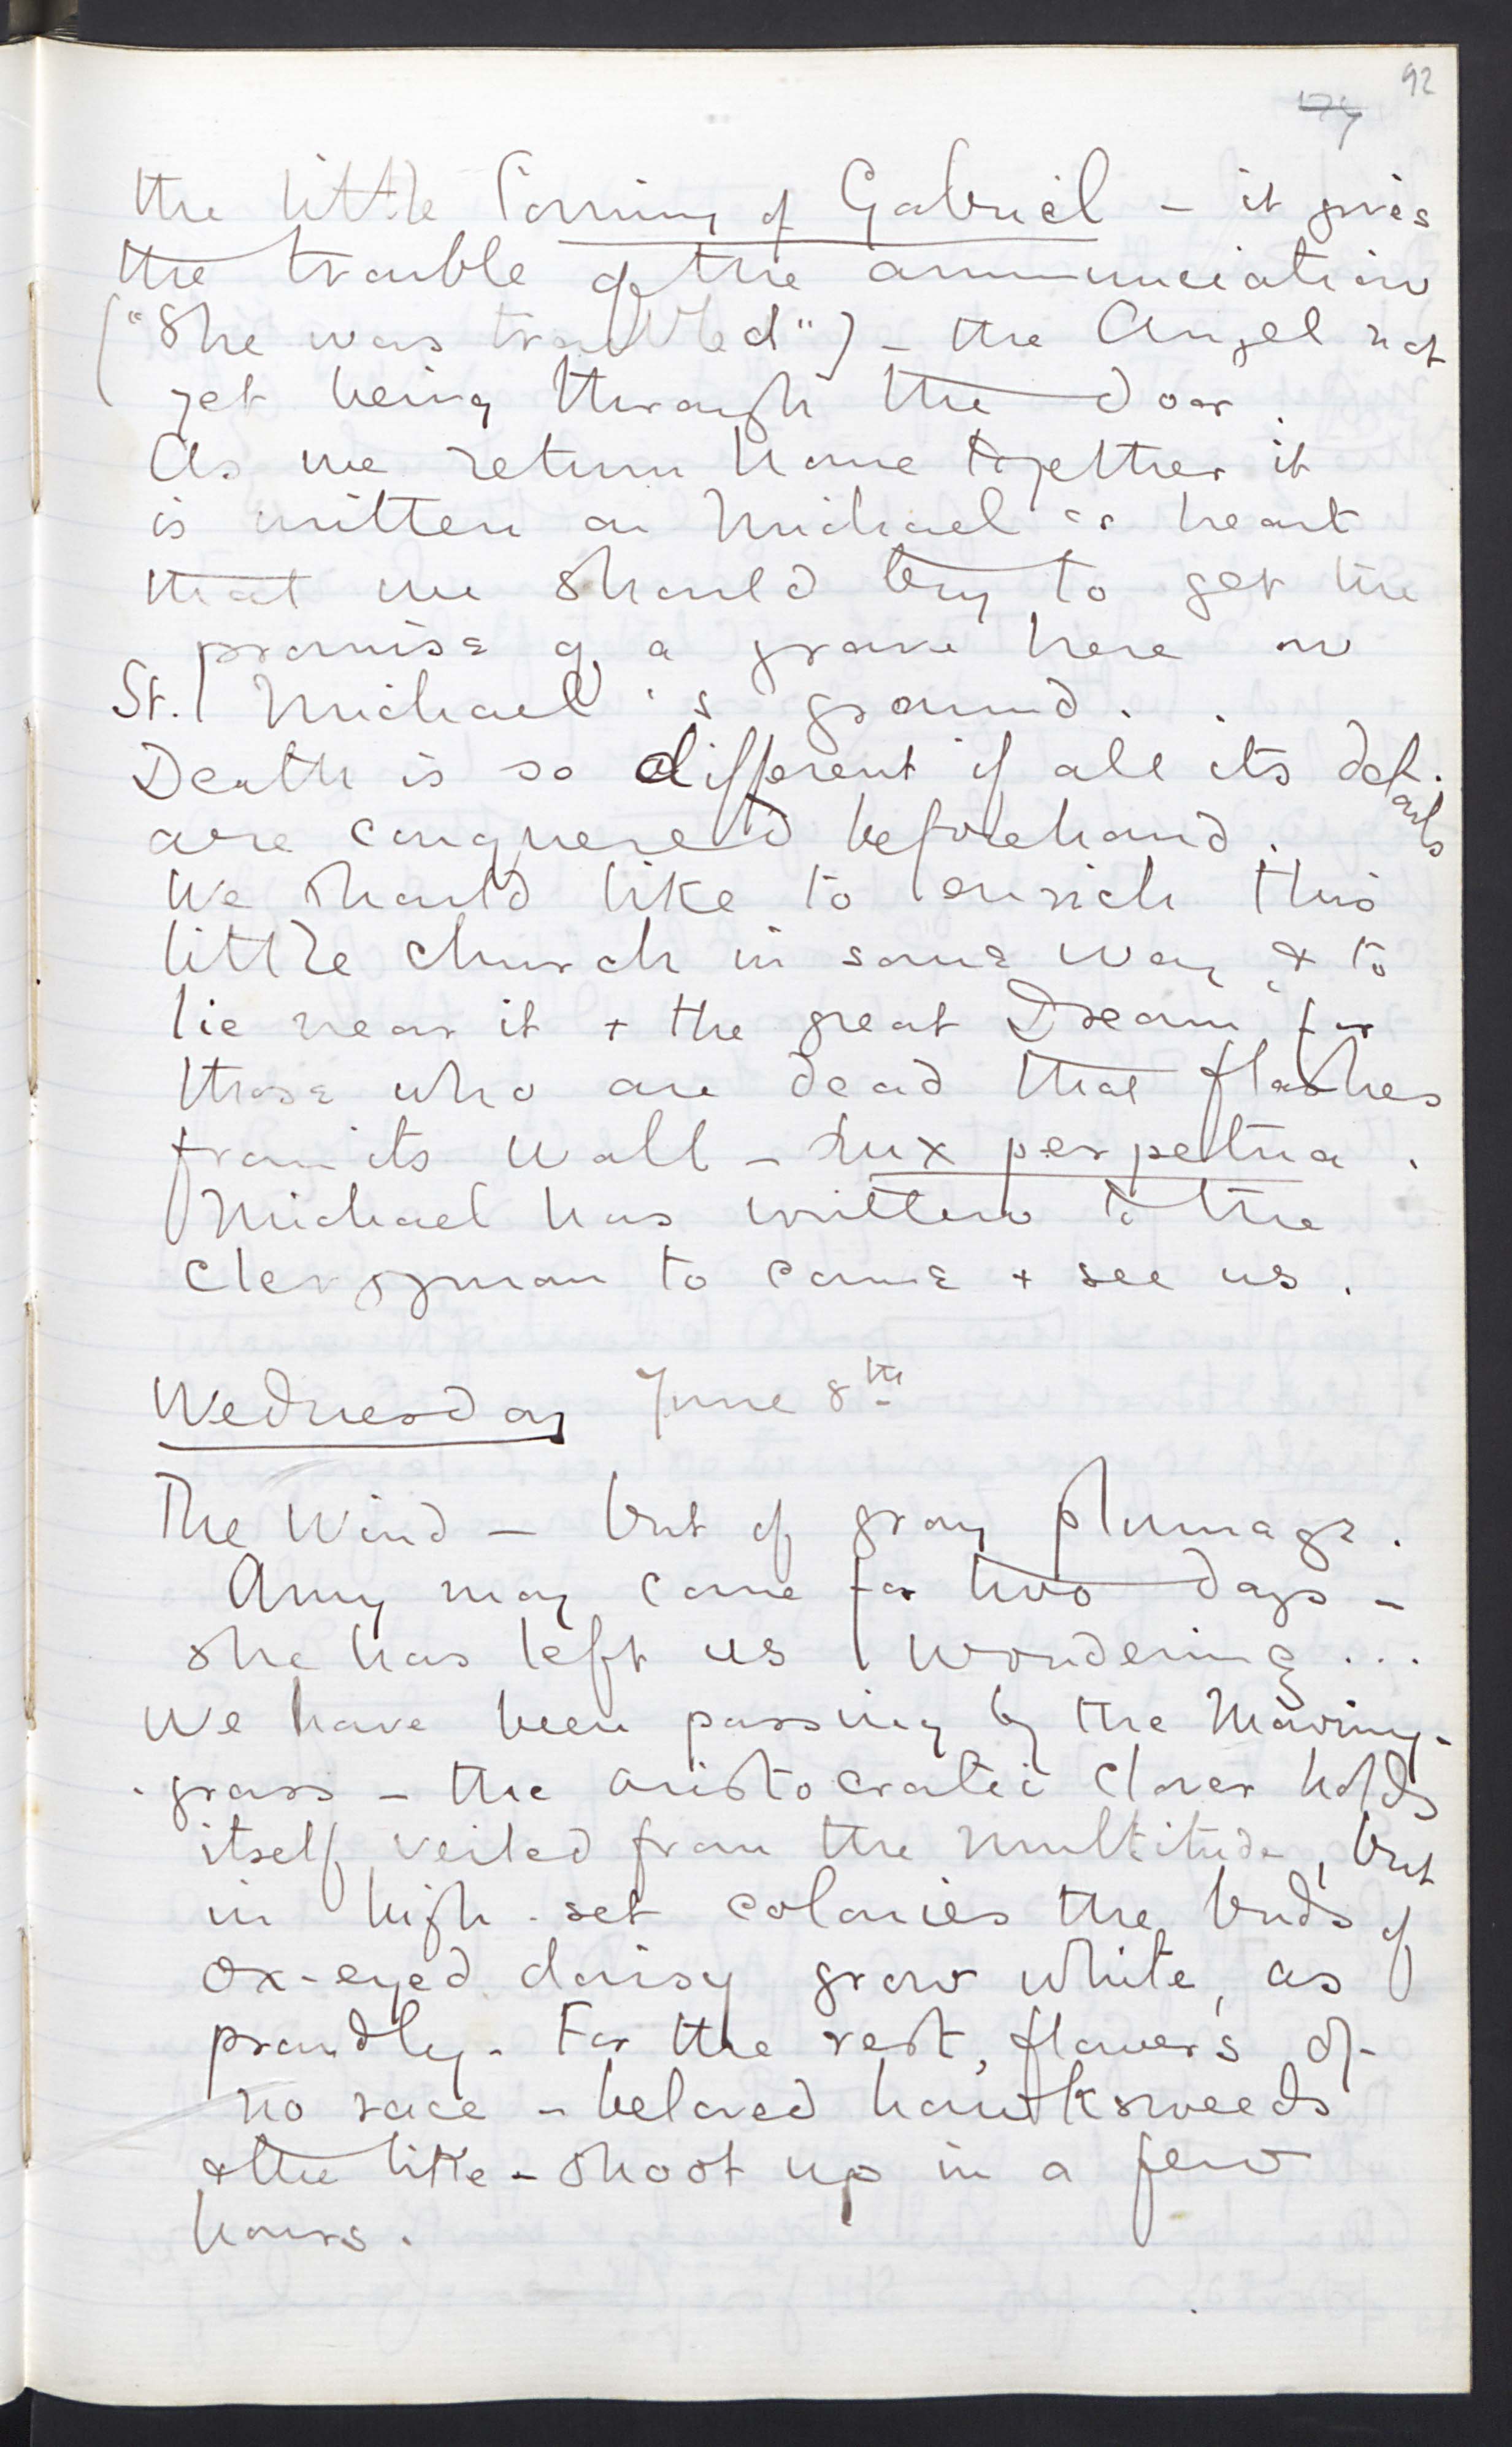 92
the little Coming of Gabriel – it gives
the trouble of the annunciation
("She was troubled") – the Angel not
yet being through the door.
As we return home together it
is written on Michael's heart
that we should try to get the
promise of a grave here in
St. Michael's ground. .
Death is so different if all its details
are conquered beforehand.
We should like to enrich this
little church in some way & to
lie near it + the great Dream for
those who are dead that flashes
from its wall – Lux perpetua.
Michael has written to the
clergyman to come + see us.
Wednesday June 8th
The Wind – but of gray plumage.
Amy may come for two days –
she has left us wondering ...
We have been passing by the Mowing-
-grass – the aristocratic clover holds
itself veiled from the multitude, but
in high-set colonies the buds of
ox-eyed daisy grow white, as
proudly. For the rest, flowers of
no race – beloved hawksweeds
& the like – shoot up in a few
hours.